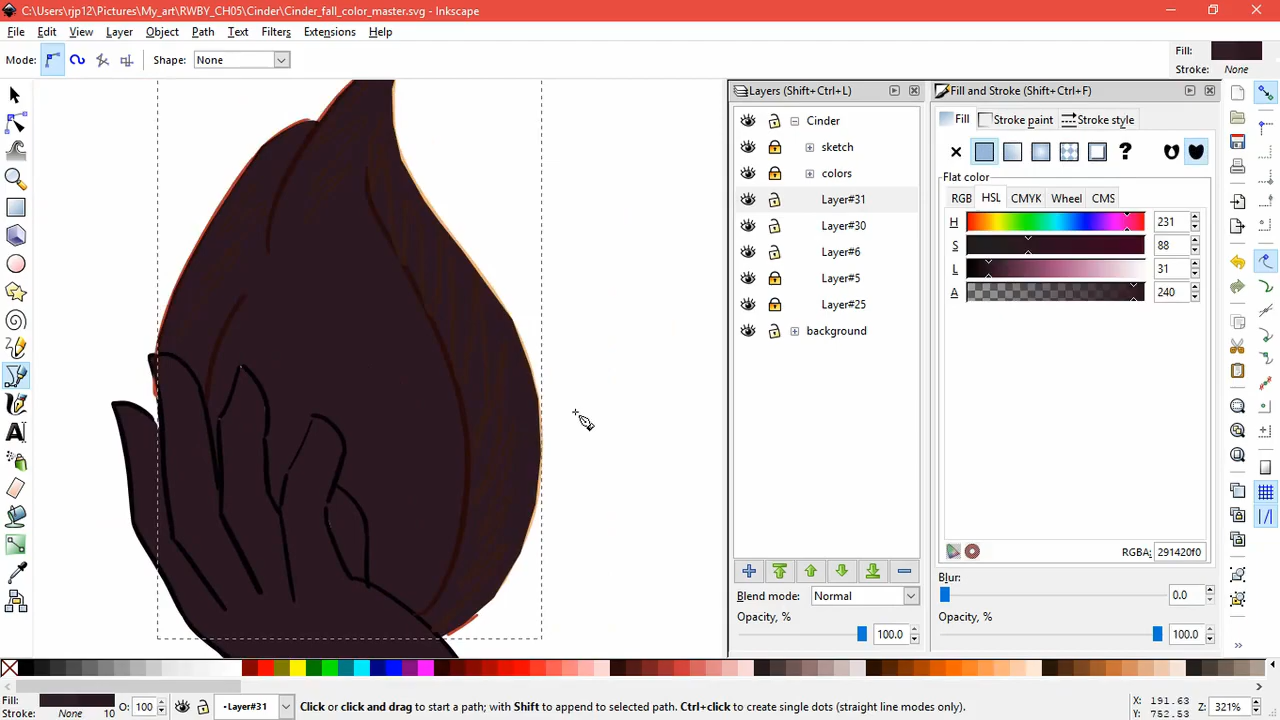 C:\Users\rjp12\Pictures\My_art\RWBY_CH05\Cinder\Cinder_fall_color_master.svg - Inkscape
File Edit View Layer Object Path Text Filters Extensions Help
Mode: Shape: None Fill:
Stroke: None
Layers (Shift+Ctrl+L) Fill and Stroke (Shift+Ctrl+F)
Cinder
sketch
colors
Layer#31
Layer#30
Layer#6
Layer#5
Layer#25
background
Fill Stroke paint Stroke style
Flat color
RGB HSL CMYK Wheel CMS
H 231
S 88
L 31
A 240
RGBA: 291420f0
Blend mode: Normal
Opacity, %
100.0
Blur:
0.0
Opacity, %
100.0
Fill:
Stroke: None 10 O: 100 •Layer#31 Click or click and drag to start a path; with Shift to append to selected path. Ctrl+click to create single dots (straight line modes only). X: 191.63
Y: 752.53 Z: 321%